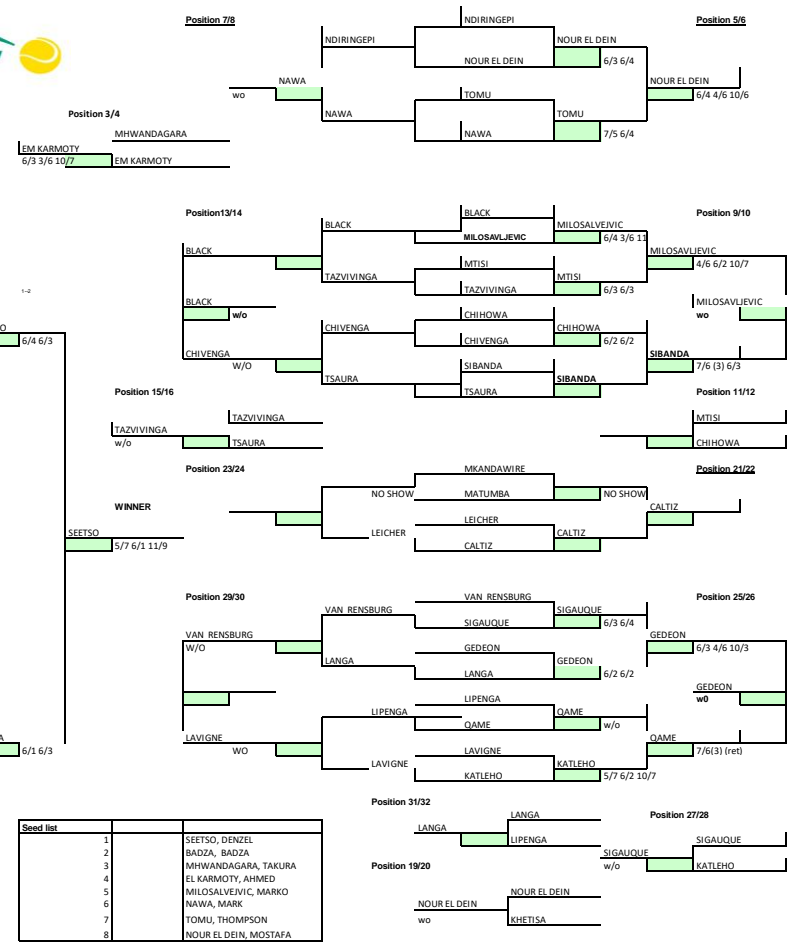 Position 7/8 NDIRINGEPI Position 5/6
NDIRINGEPI NOUR EL DEIN
NOUR EL DEIN 6/3 6/4
NAWA NOUR EL DEIN
wo TOMU 6/4 4/6 10/6
Position 3/4 NAWA TOMU
MHWANDAGARA NAWA 7/5 6/4
EM KARMOTY
6/3 3/6 10/7 EM KARMOTY
Position13/14 BLACK Position 9/10
BLACK MILOSALVEJVIC
MILOSAVLJEVIC 6/4 3/6 11
BLACK MILOSAVLJEVIC
MTISI 4/6 6/2 10/7
TAZVIVINGA MTISI
1--2 TAZVIVINGA 6/3 6/3
BLACK MILOSAVLJEVIC
w/o CHIHOWA wo
O CHIVENGA CHIHOWA
6/4 6/3 CHIVENGA 6/2 6/2
CHIVENGA SIBANDA
W/O SIBANDA 7/6 (3) 6/3
TSAURA SIBANDA
Position 15/16 TSAURA Position 11/12
TAZVIVINGA MTISI
TAZVIVINGA
w/o TSAURA CHIHOWA
Position 23/24 MKANDAWIRE Position 21/22
NO SHOW MATUMBA NO SHOW
WINNER CALTIZ
LEICHER
SEETSO LEICHER CALTIZ
5/7 6/1 11/9 CALTIZ
Position 29/30 VAN RENSBURG Position 25/26
VAN RENSBURG SIGAUQUE
SIGAUQUE 6/3 6/4
VAN RENSBURG GEDEON
W/O GEDEON 6/3 4/6 10/3
LANGA GEDEON
LANGA 6/2 6/2
GEDEON
LIPENGA w0
LIPENGA QAME
QAME w/o
A LAVIGNE QAME
6/1 6/3 WO LAVIGNE 7/6(3) (ret)
LAVIGNE KATLEHO
KATLEHO 5/7 6/2 10/7
Position 31/32
LANGA Position 27/28
Seed list LANGA
1 SEETSO, DENZEL LIPENGA SIGAUQUE
2 BADZA, BADZA SIGAUQUE
3 MHWANDAGARA, TAKURA Position 19/20 w/o KATLEHO
4 EL KARMOTY, AHMED
5 MILOSALVEJVIC, MARKO NOUR EL DEIN
6 NAWA, MARK NOUR EL DEIN
7 TOMU, THOMPSON wo KHETISA
8 NOUR EL DEIN, MOSTAFA